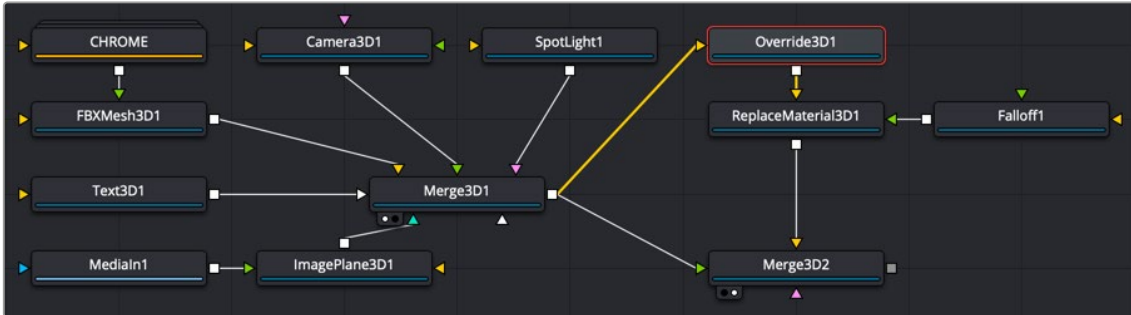 CHROME
Camera3D1
SpotLight1
Override3D1
FBXMesh3D1
ReplaceMaterial3D1
Falloff1
Text3D1
Merge3D1
MediaIn1
ImagePlane3D1
Merge3D2